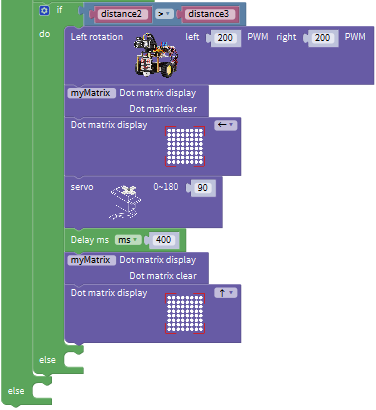 if distance2 > distance3
do Left rotation left 200 PWM right 200 PWM
myMatrix Dot matrix display
Dot matrix clear
Dot matrix display ←
servo 0~180 90
Delay ms ms 400
myMatrix Dot matrix display
Dot matrix clear
Dot matrix display ↑
else
else